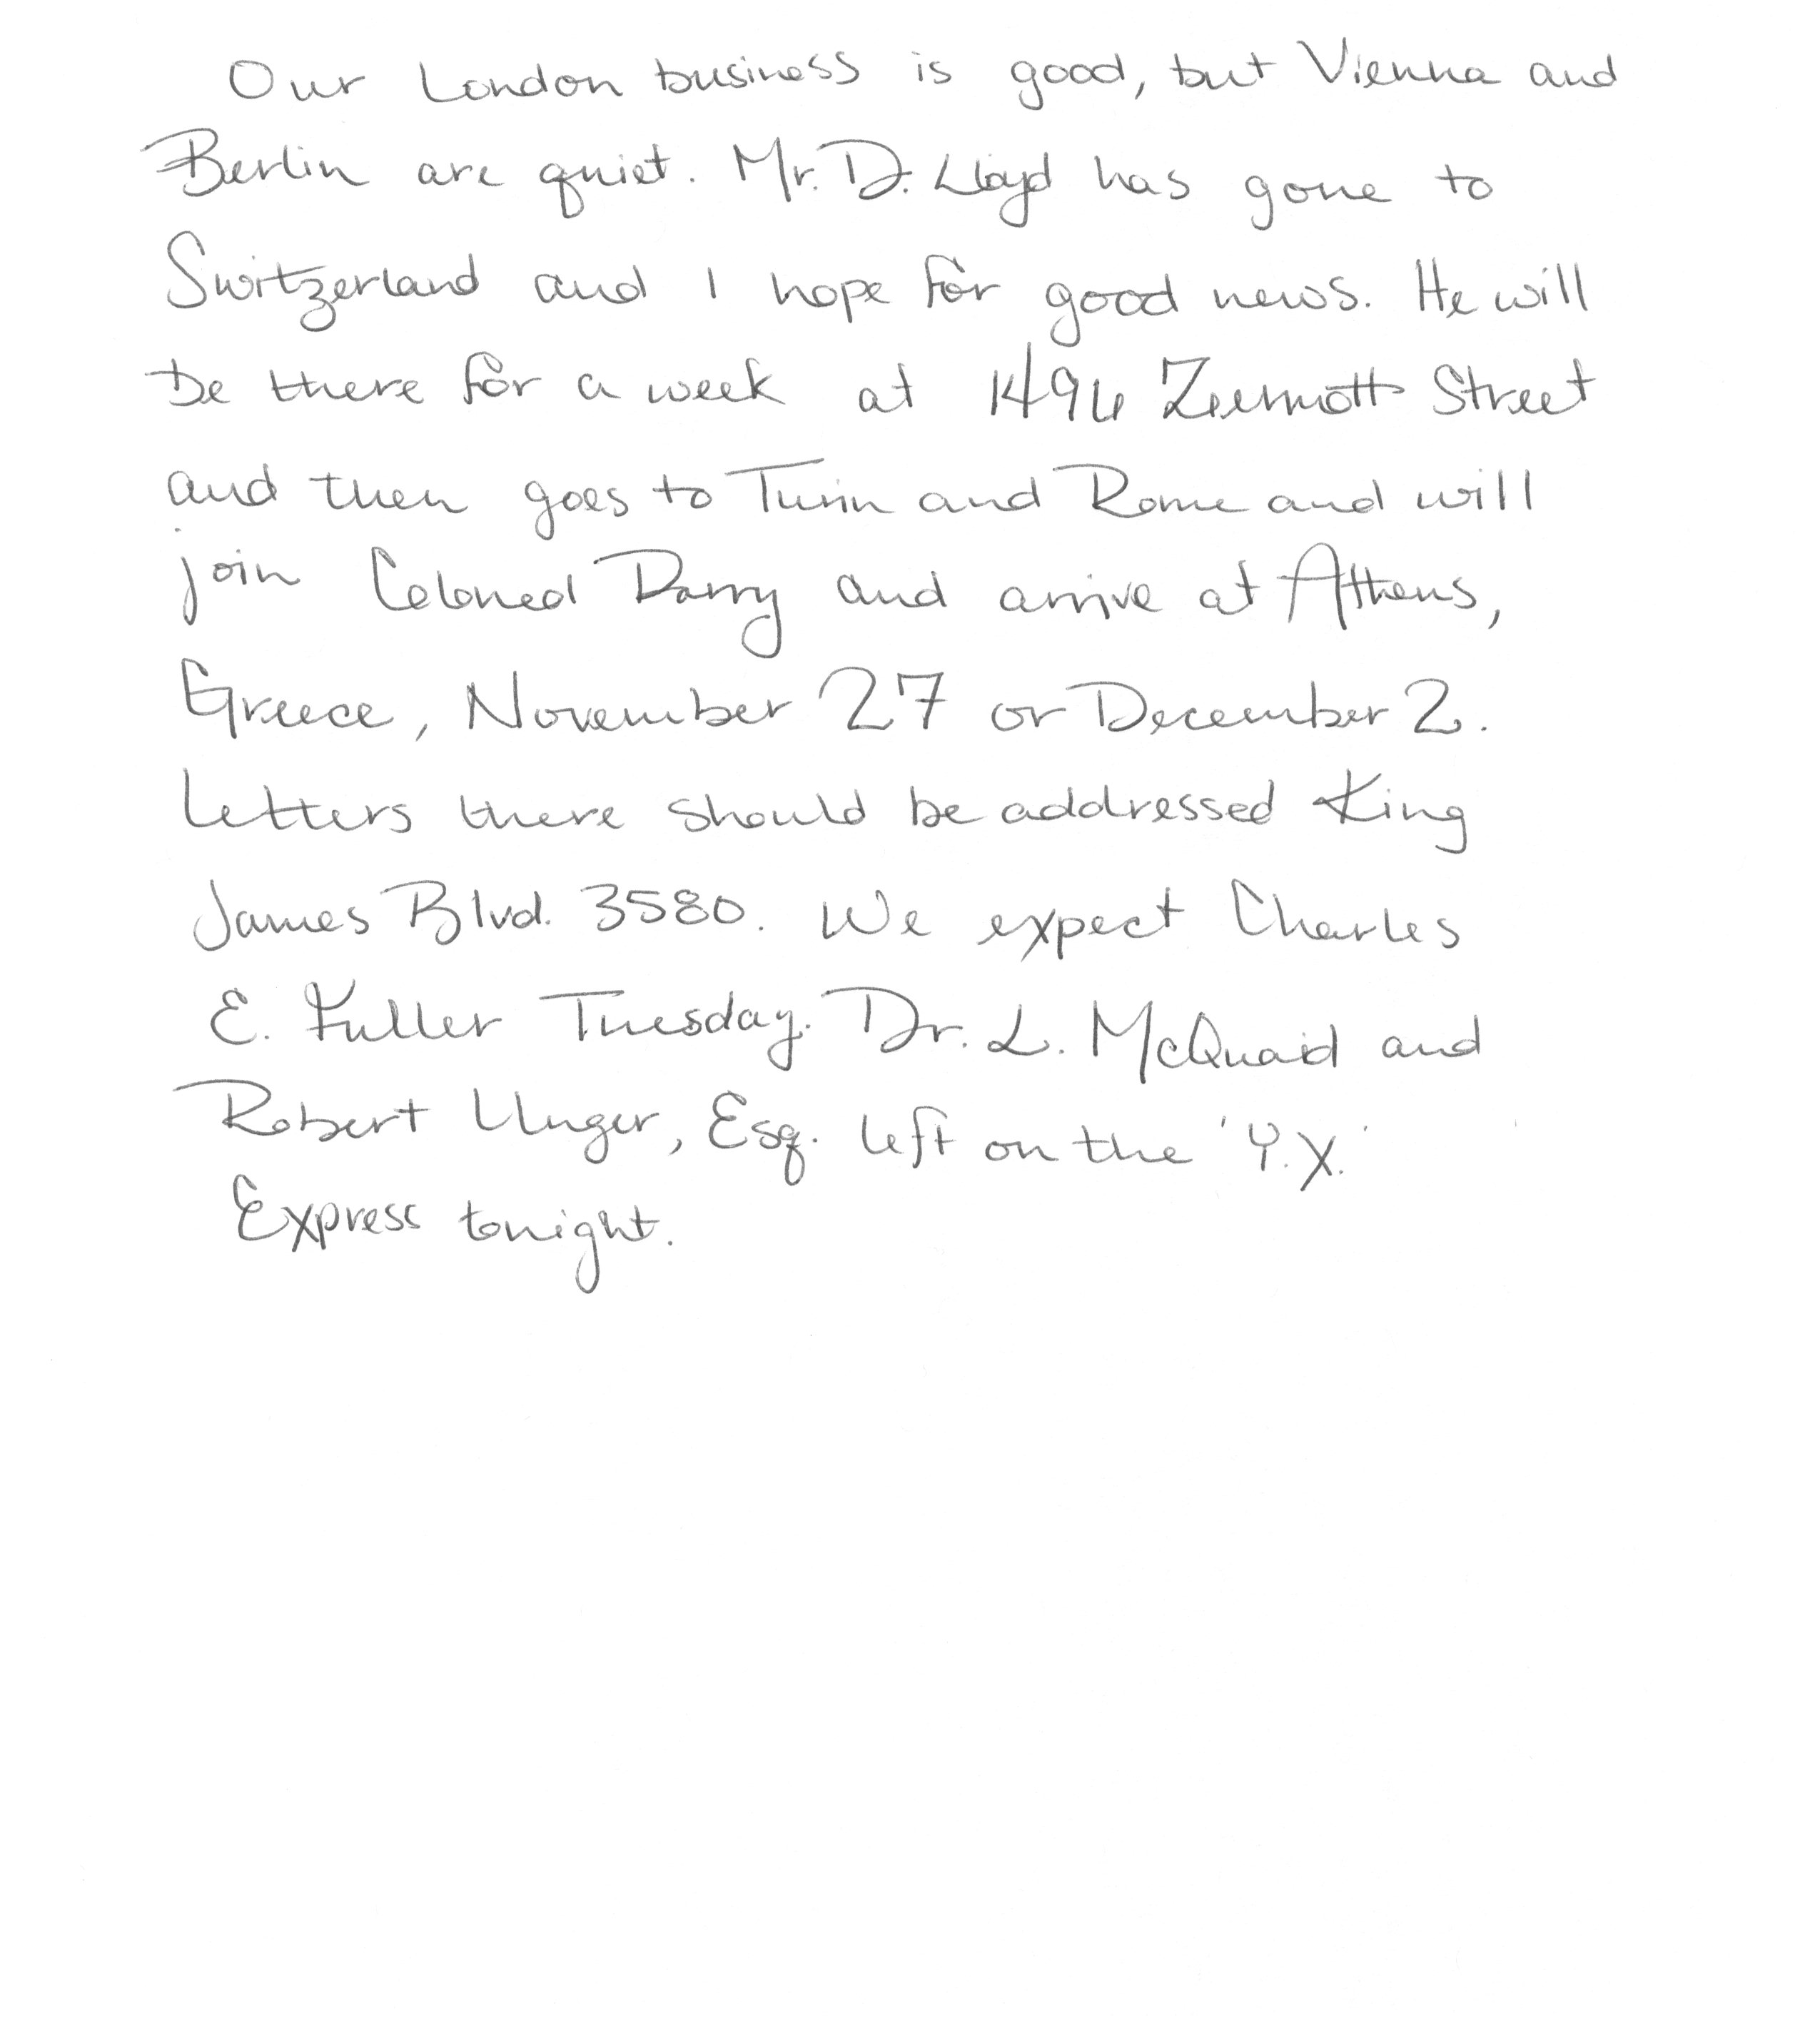 Our London business is good, but Vienna and
Berlin are quiet. Mr. D. Lloyd has gone to
Switzerland and I hope for good news. He will
be there for a week at 1496 Zermott Street
and then goes to Turin and Rome and will
join Colonel Parry and arrive at Athens,
Greece, November 27 or December 2.
Letters there should be addressed King
James Blvd. 3580. We expect Charles
E. Fuller Tuesday. Dr. L. McQuaid and
Robert Unger, Esq. left on the 'Y.X.'
Express tonight.